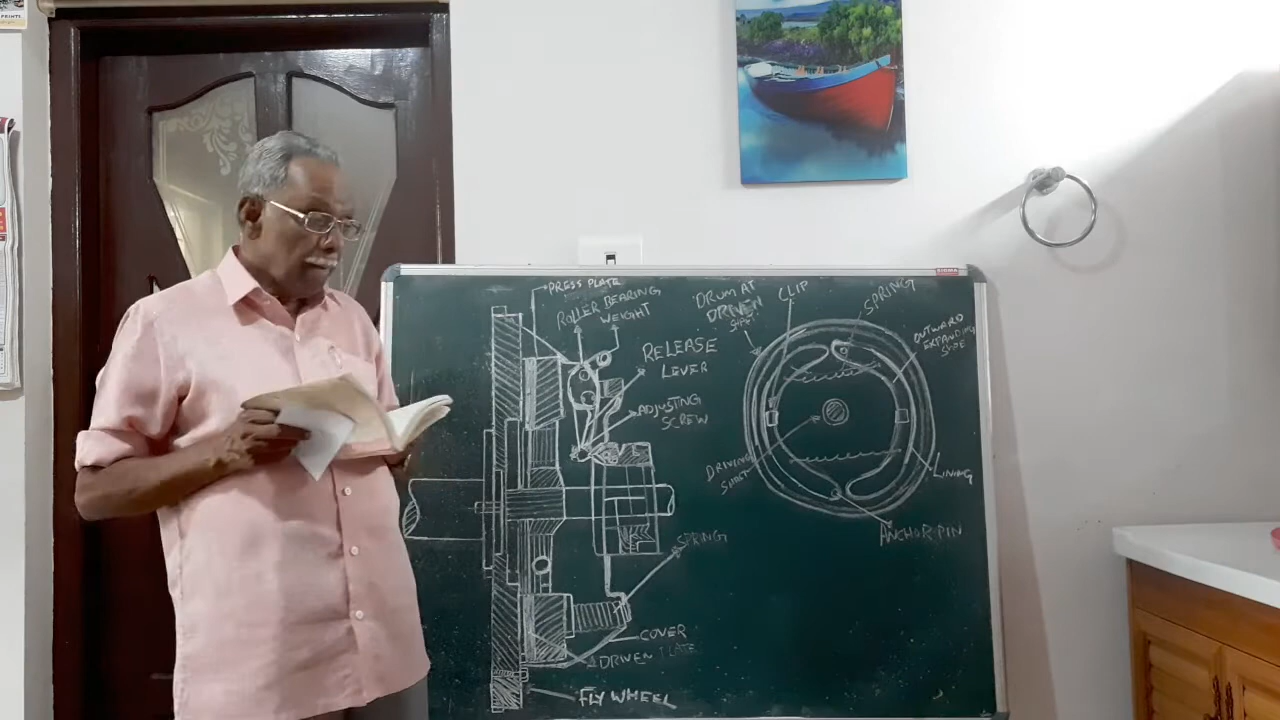 PRESS PLATE
ROLLER BEARING
WEIGHT
RELEASE
LEVER
ADJUSTING
SCREW
SPRING
COVER
DRIVEN PLATE
FLY WHEEL
DRUM AT
DRIVEN
SHAFT
CLIP
SPRING
OUTWARD
EXPANDING
SHOE
DRIVING
SHAFT
LINING
ANCHOR PIN
SIGMA